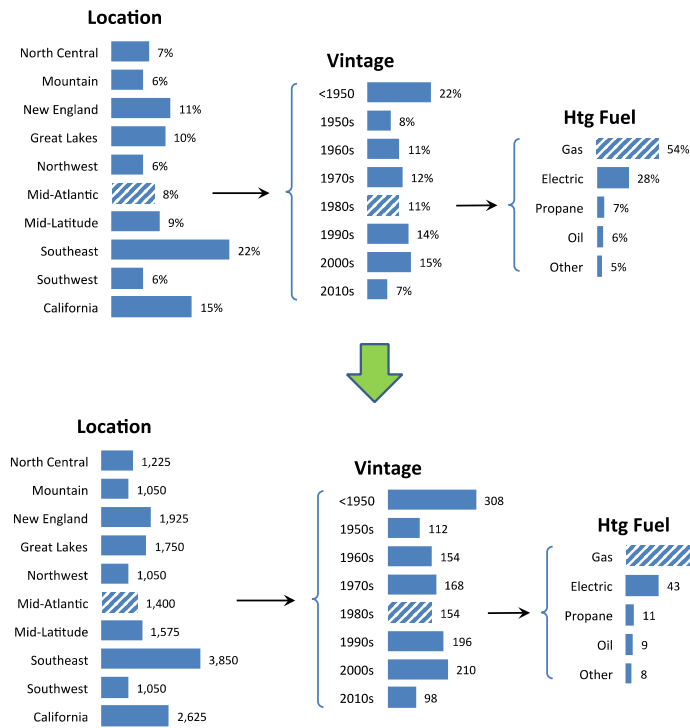 Location
North Central 7%
Mountain 6%
New England 11%
Great Lakes 10%
Northwest 6%
Mid-Atlantic 8%
Mid-Latitude 9%
Southeast 22%
Southwest 6%
California 15%
Vintage
<1950 22%
1950s 8%
1960s 11%
1970s 12%
1980s 11%
1990s 14%
2000s 15%
2010s 7%
Htg Fuel
Gas 54%
Electric 28%
Propane 7%
Oil 6%
Other 5%
Location
North Central 1,225
Mountain 1,050
New England 1,925
Great Lakes 1,750
Northwest 1,050
Mid-Atlantic 1,400
Mid-Latitude 1,575
Southeast 3,850
Southwest 1,050
California 2,625
Vintage
<1950 308
1950s 112
1960s 154
1970s 168
1980s 154
1990s 196
2000s 210
2010s 98
Htg Fuel
Gas
Electric 43
Propane 11
Oil 9
Other 8